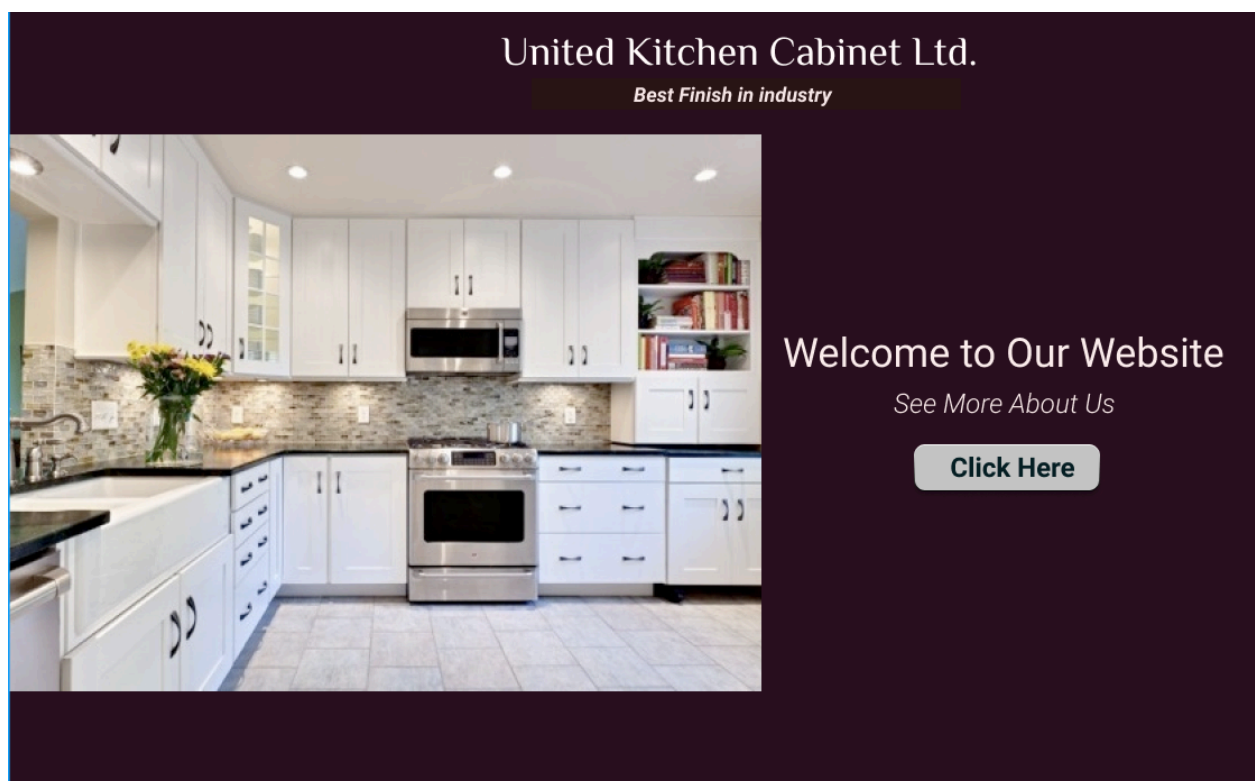 United Kitchen Cabinet Ltd.
Best Finish in industry
Welcome to Our Website
See More About Us
Click Here